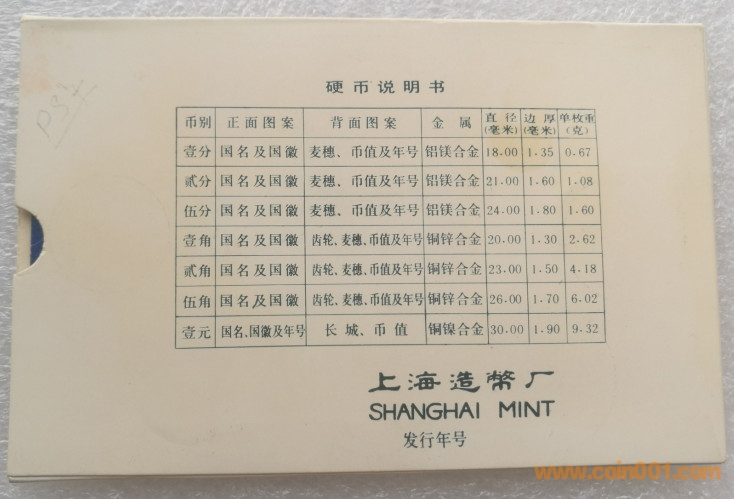 硬币说明书
币别 正面图案 背面图案 金属 直径(毫米) 边厚(毫米) 单枚重(克)
壹分 国名及国徽 麦穗、币值及年号 铝镁合金 18.00 1.35 0.67
贰分 国名及国徽 麦穗、币值及年号 铝镁合金 21.00 1.60 1.08
伍分 国名及国徽 麦穗、币值及年号 铝镁合金 24.00 1.80 1.60
壹角 国名及国徽 齿轮、麦穗、币值及年号 铜锌合金 20.00 1.30 2.62
贰角 国名及国徽 齿轮、麦穗、币值及年号 铜锌合金 23.00 1.50 4.18
伍角 国名及国徽 齿轮、麦穗、币值及年号 铜锌合金 26.00 1.70 6.02
壹元 国名、国徽及年号 长城、币值 铜镍合金 30.00 1.90 9.32
上海造幣厂
SHANGHAI MINT
发行年号
www.coin001.com